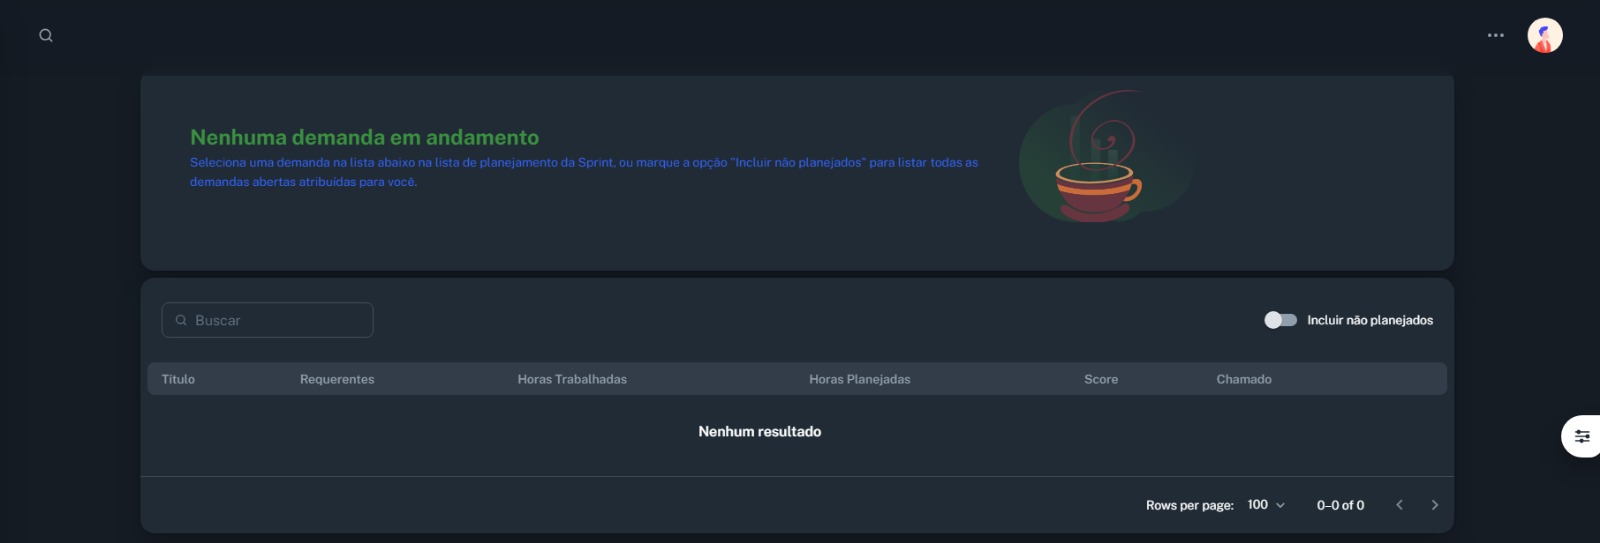 Nenhuma demanda em andamento
Seleciona uma demanda na lista abaixo na lista de planejamento da Sprint, ou marque a opção "Incluir não planejados" para listar todas as
demandas abertas atribuídas para você.
Buscar
Incluir não planejados
Título Requerentes Horas Trabalhadas Horas Planejadas Score Chamado
Nenhum resultado
Rows per page: 100 0–0 of 0